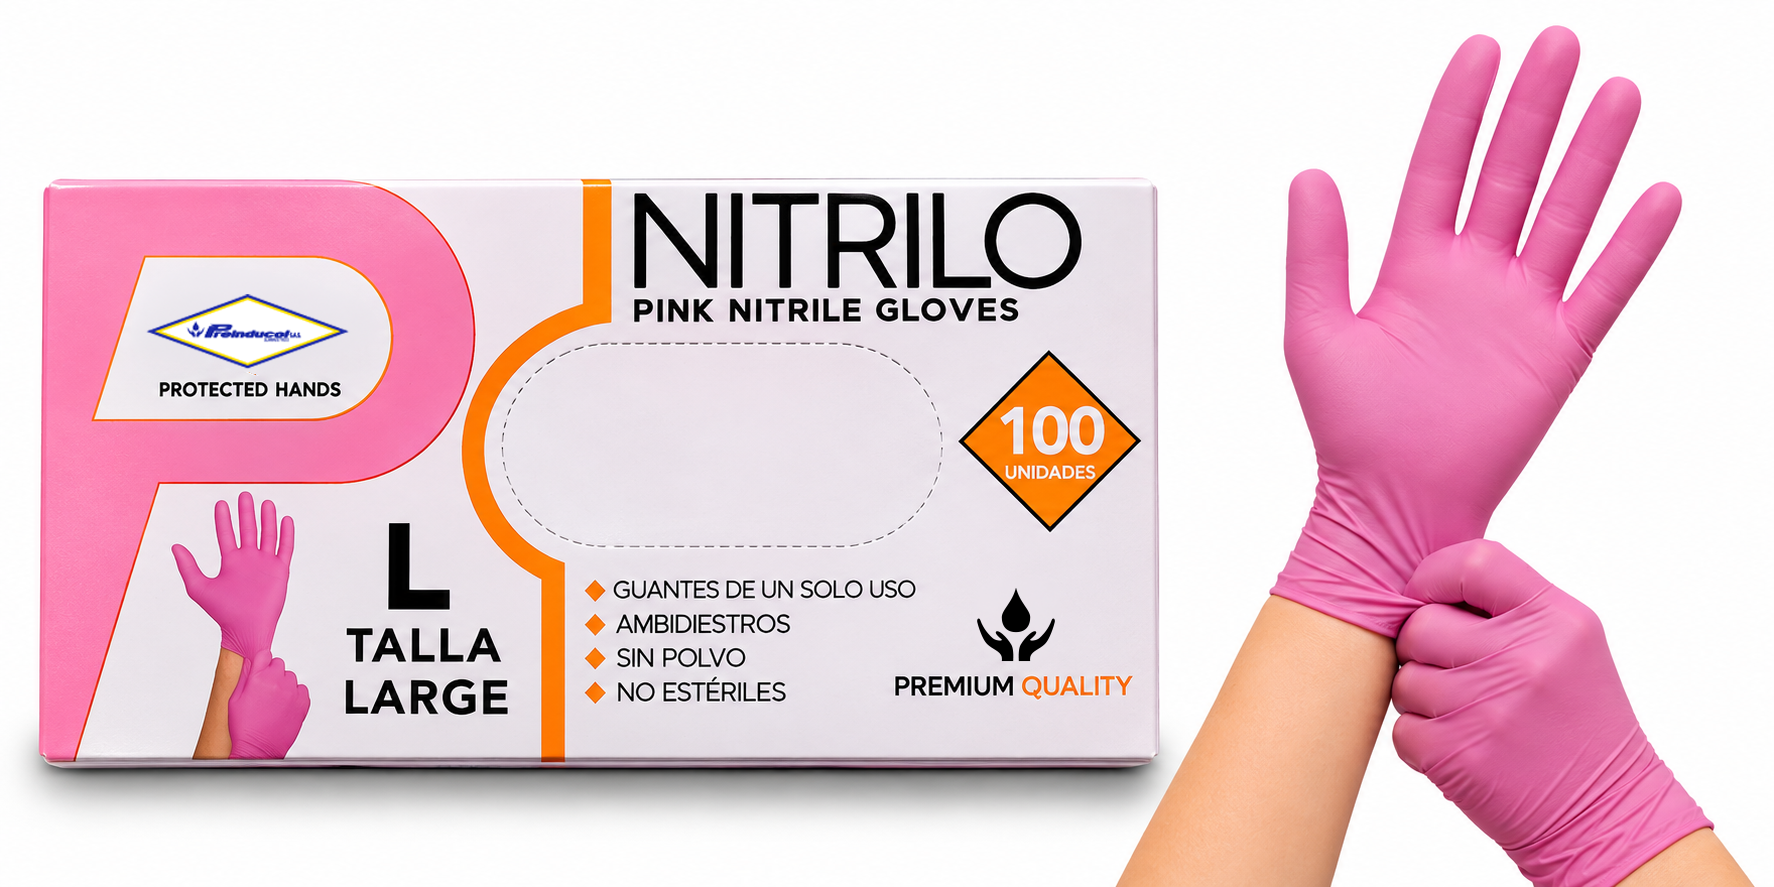 NITRILO
PINK NITRILE GLOVES
Proinducol S.A.S
PROTECTED HANDS
100
UNIDADES
L
TALLA
LARGE
GUANTES DE UN SOLO USO
AMBIDIESTROS
SIN POLVO
NO ESTÉRILES
PREMIUM QUALITY